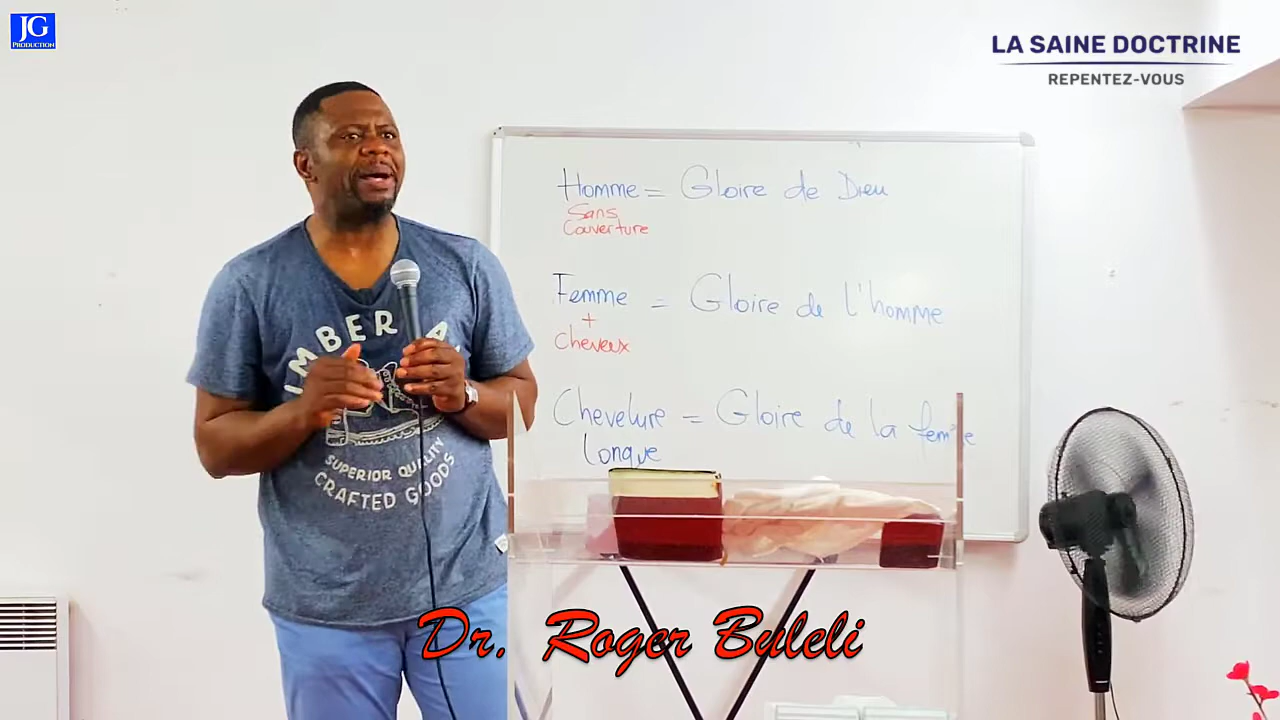 JG
PRODUCTION
LA SAINE DOCTRINE
REPENTEZ-VOUS
Homme = Gloire de Dieu
Sans
Couverture
Femme = Gloire de l'homme
+
Cheveux
Chevelure = Gloire de la femme
longue
IMBER A
SUPERIOR QUALITY
CRAFTED GOODS
Dr. Roger Buleli